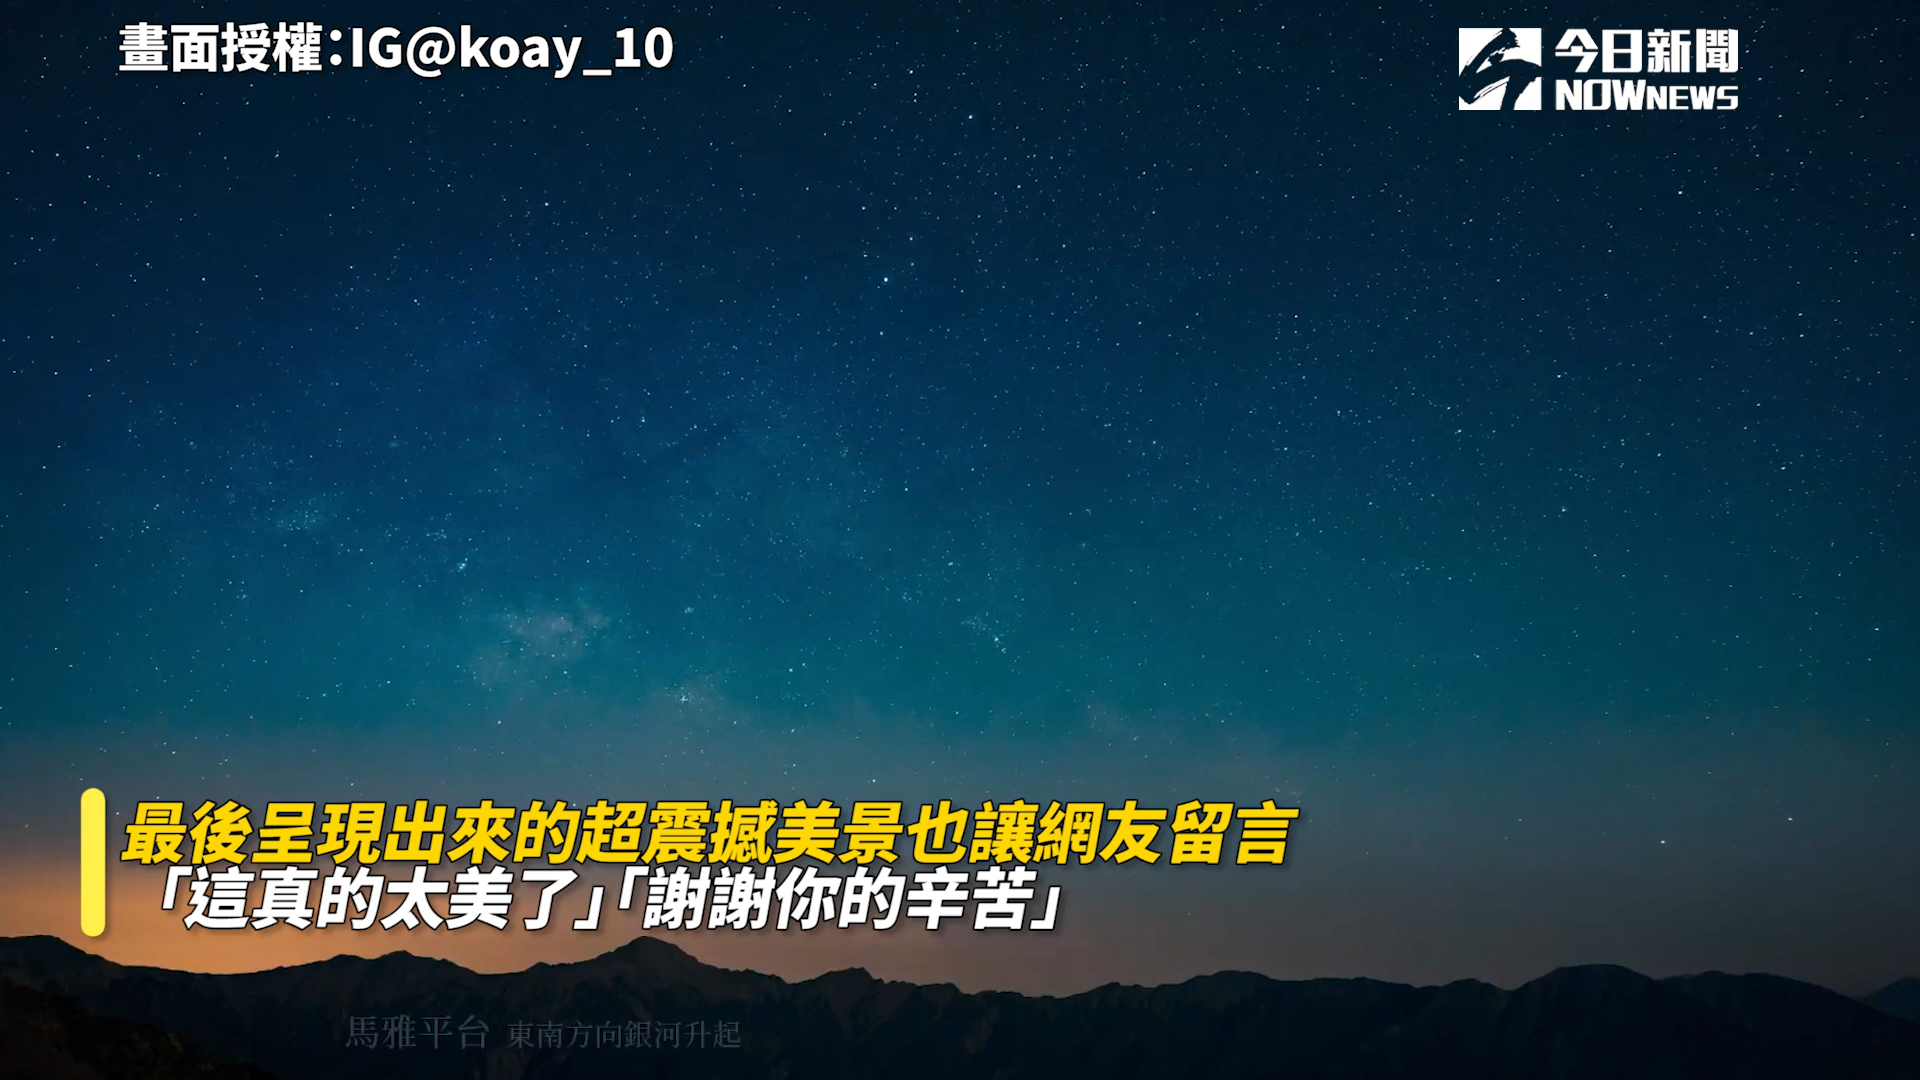 畫面授權：IG@koay_10
今日新聞
NOWNEWS
最後呈現出來的超震撼美景也讓網友留言
「這真的太美了」「謝謝你的辛苦」
馬雅平台 東南方向銀河升起